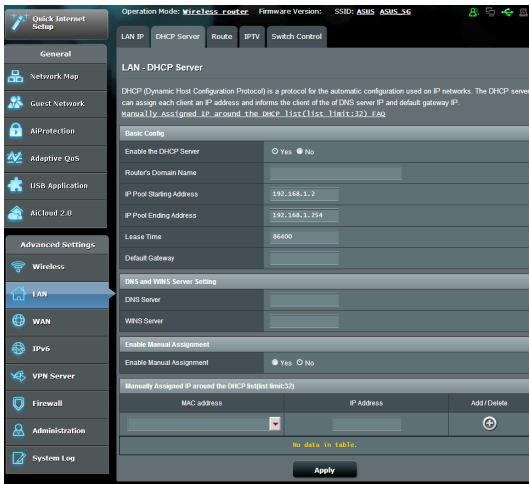 Quick Internet
Setup
General
Network Map
Guest Network
AiProtection
Adaptive QoS
USB Application
AiCloud 2.0
Advanced Settings
Wireless
LAN
WAN
IPv6
VPN Server
Firewall
Administration
System Log
Operation Mode: Wireless router Firmware Version: SSID: ASUS ASUS_5G
LAN IP DHCP Server Route IPTV Switch Control
LAN - DHCP Server
DHCP (Dynamic Host Configuration Protocol) is a protocol for the automatic configuration used on IP networks. The DHCP server
can assign each client an IP address and informs the client of the of DNS server IP and default gateway IP.
Manually Assigned IP around the DHCP list(list limit:32) FAQ
Basic Config
Enable the DHCP Server Yes No
Router's Domain Name
IP Pool Starting Address 192.168.1.2
IP Pool Ending Address 192.168.1.254
Lease Time 86400
Default Gateway
DNS and WINS Server Setting
DNS Server
WINS Server
Enable Manual Assignment
Enable Manual Assignment Yes No
Manually Assigned IP around the DHCP list(list limit:32)
MAC address IP Address Add / Delete
No data in table.
Apply